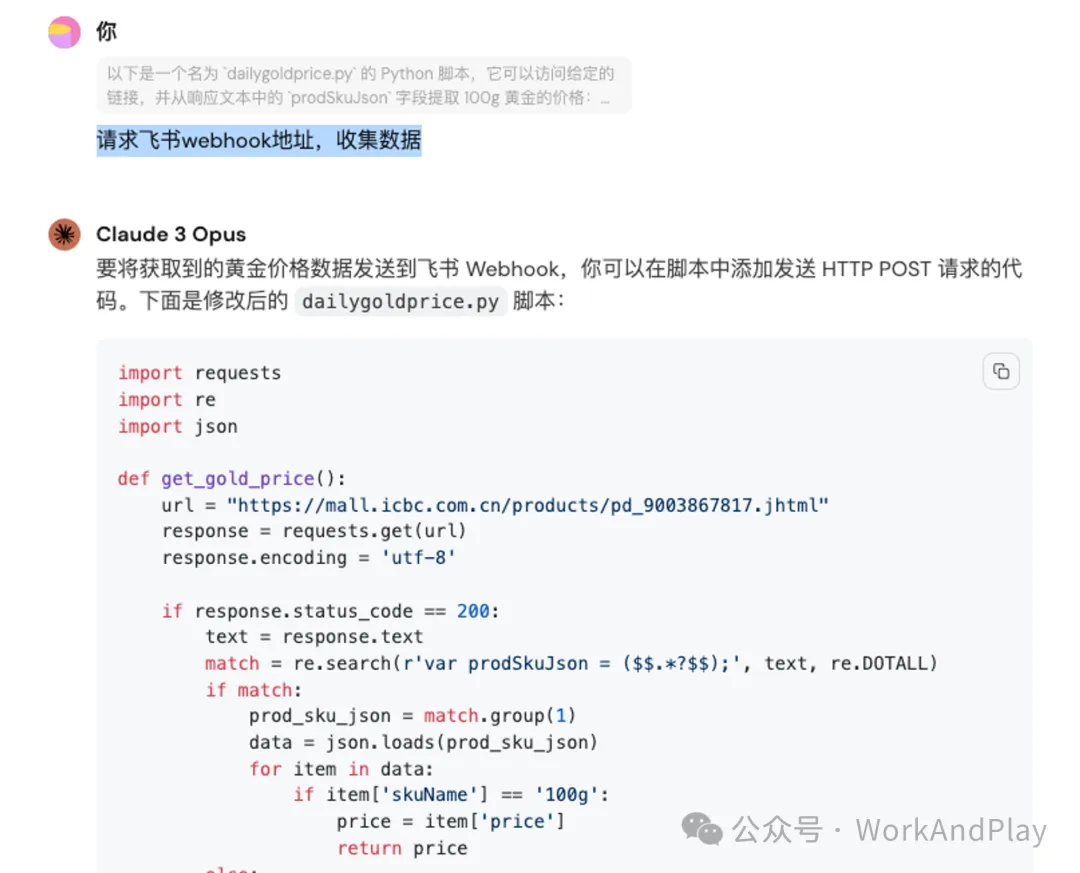 你
以下是一个名为 `dailygoldprice.py` 的 Python 脚本，它可以访问给定的
链接，并从响应文本中的 `prodSkuJson` 字段提取 100g 黄金的价格：...
请求飞书webhook地址，收集数据
Claude 3 Opus
要将获取到的黄金价格数据发送到飞书 Webhook，你可以在脚本中添加发送 HTTP POST 请求的代
码。下面是修改后的 dailygoldprice.py 脚本：
import requests
import re
import json
def get_gold_price():
    url = "https://mall.icbc.com.cn/products/pd_9003867817.jhtml"
    response = requests.get(url)
    response.encoding = 'utf-8'
    if response.status_code == 200:
        text = response.text
        match = re.search(r'var prodSkuJson = ($$.*?$$);', text, re.DOTALL)
        if match:
            prod_sku_json = match.group(1)
            data = json.loads(prod_sku_json)
            for item in data:
                if item['skuName'] == '100g':
                    price = item['price']
                    return price
公众号 · WorkAndPlay